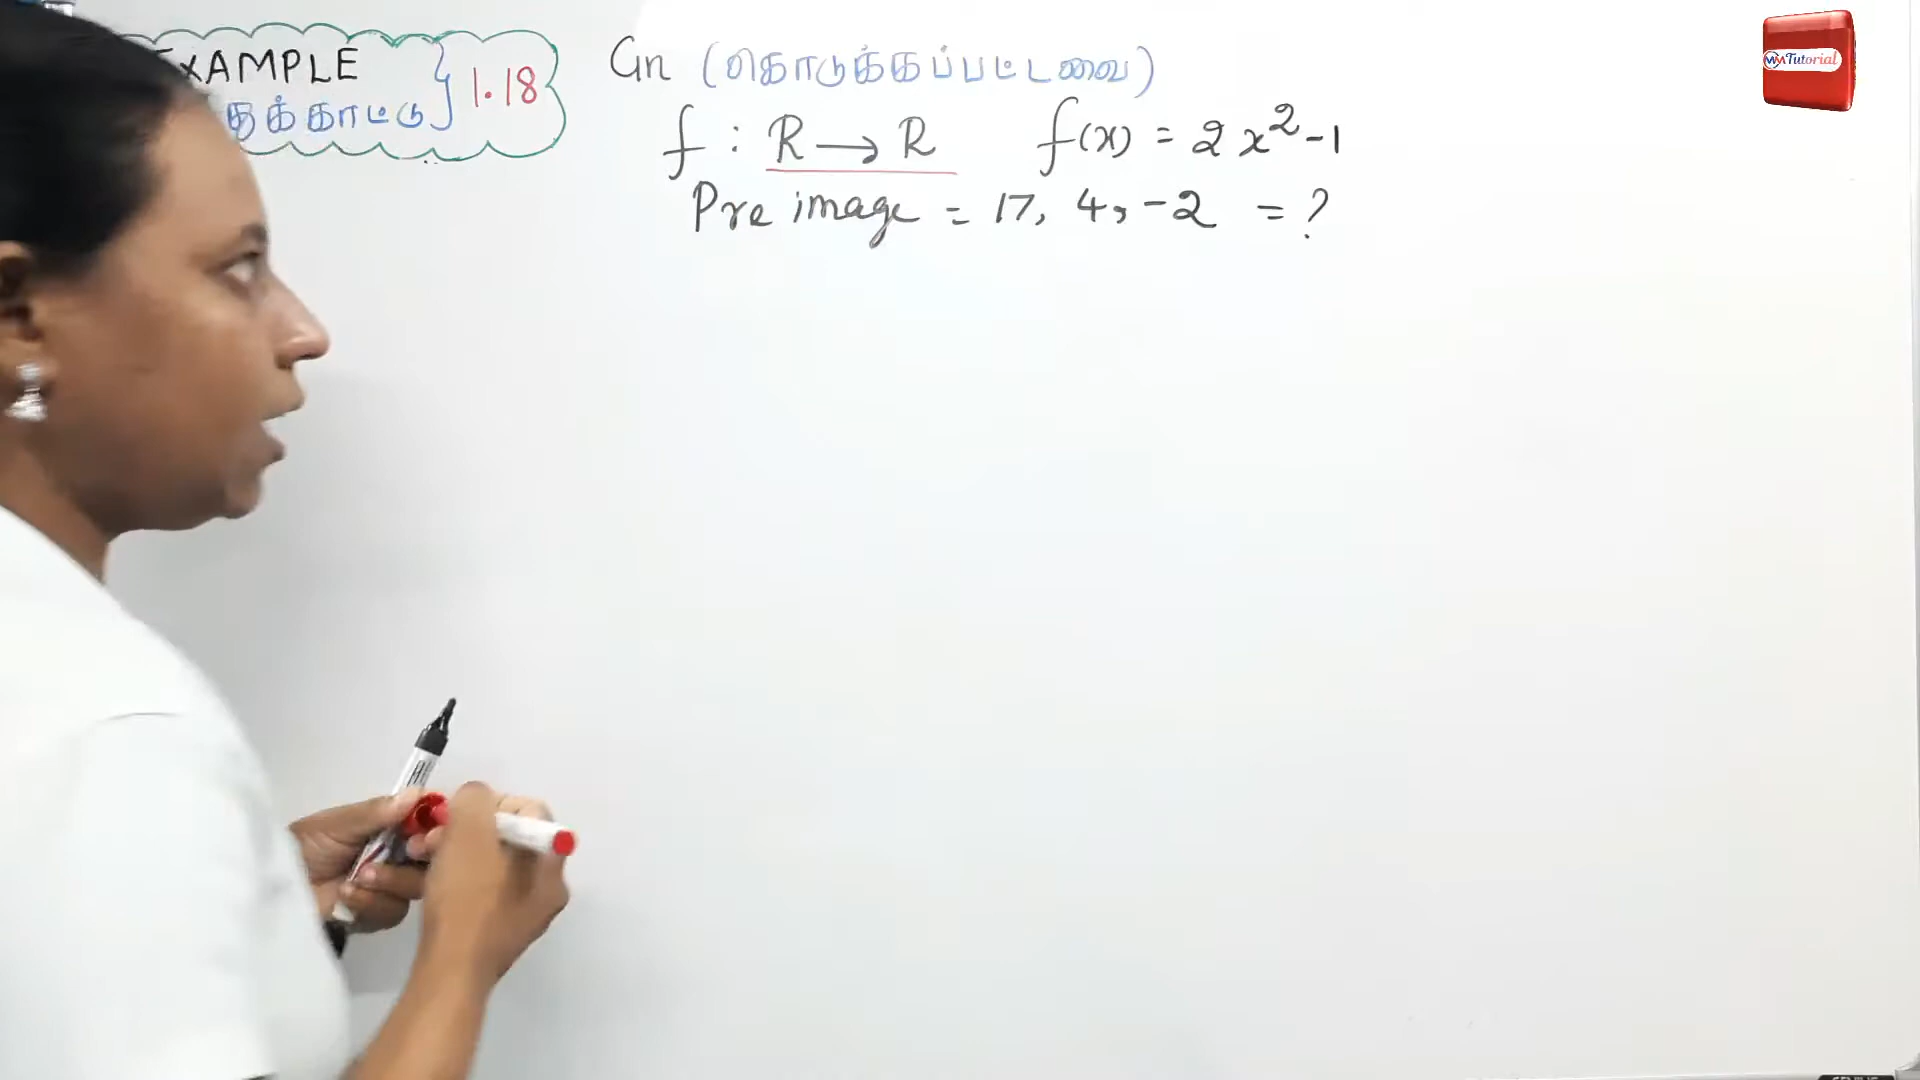 EXAMPLE
1.18
Gn (கொடுக்கப்பட்டவை)
f : R → R f(x) = 2x² - 1
Pre image = 17, 4, -2 = ?
Tutorial